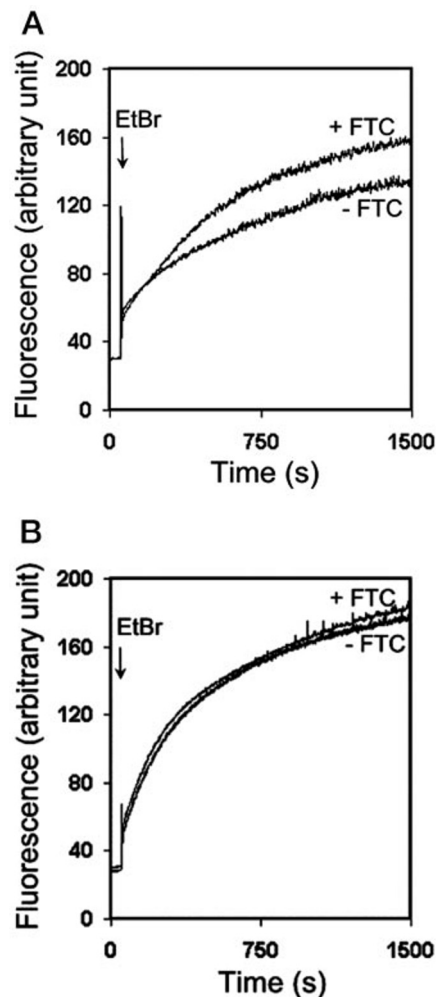 A
200
160
120
80
40
0
Fluorescence (arbitrary unit)
EtBr
+ FTC
- FTC
0 750 1500
Time (s)
B
200
160
120
80
40
0
Fluorescence (arbitrary unit)
EtBr
+ FTC
- FTC
0 750 1500
Time (s)